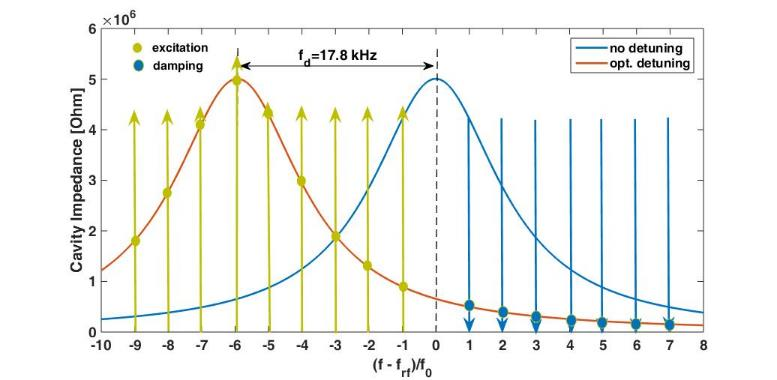 ×10⁶
6
5
4
3
2
1
0
Cavity Impedance [Ohm]
excitation
damping
f_d=17.8 kHz
no detuning
opt. detuning
-10 -9 -8 -7 -6 -5 -4 -3 -2 -1 0 1 2 3 4 5 6 7 8
(f - f_rf)/f_0